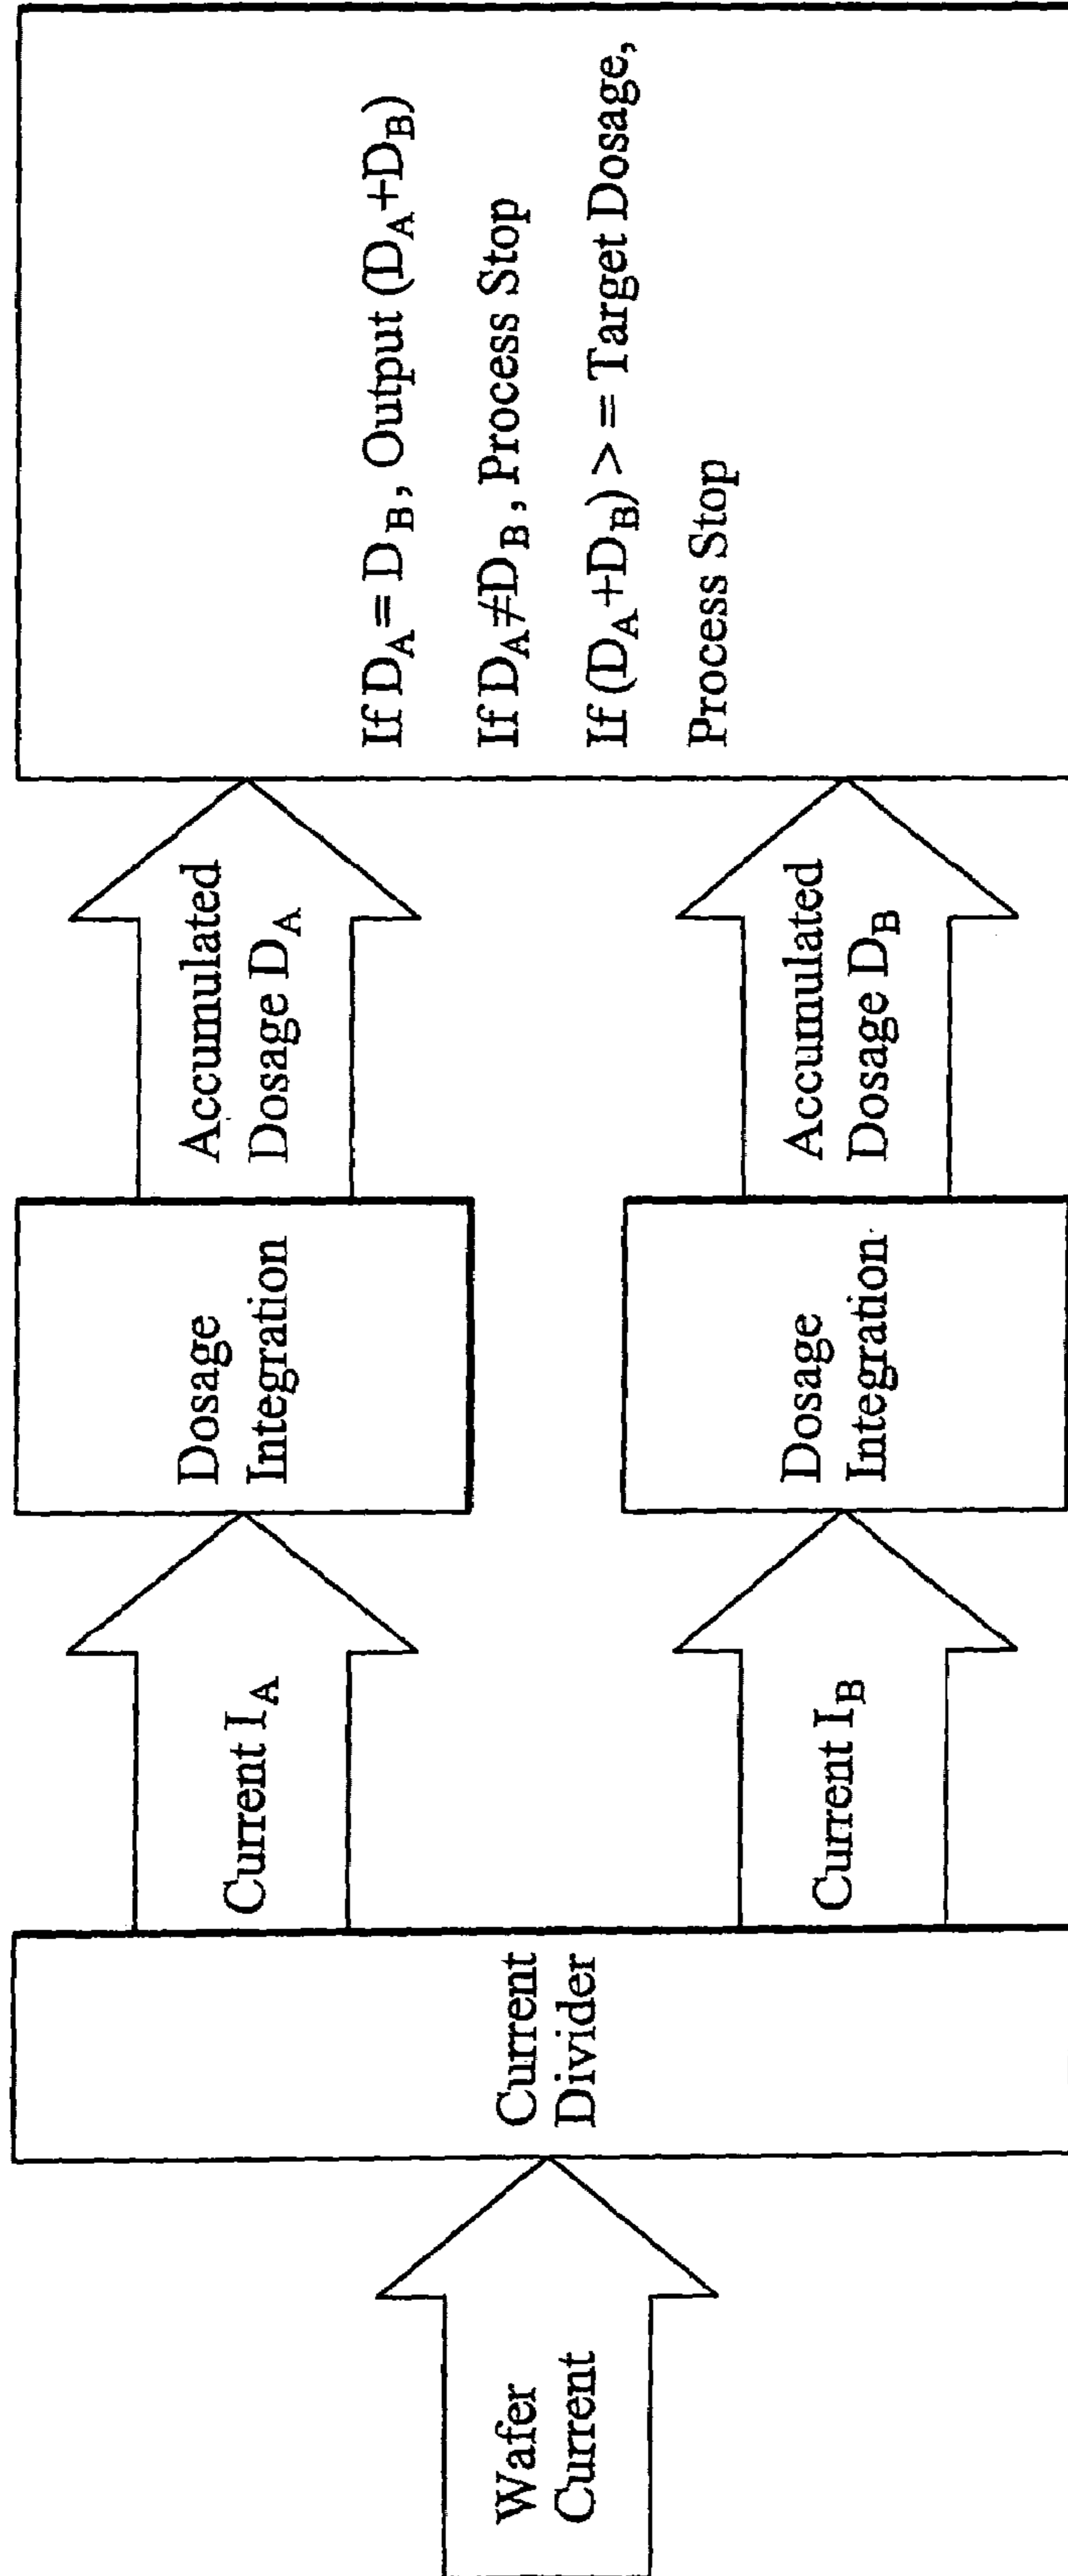 Wafer
Current
Current
Divider
Current I_A
Current I_B
Dosage
Integration
Dosage
Integration
Accumulated
Dosage D_A
Accumulated
Dosage D_B
If D_A = D_B, Output (D_A+D_B)
If D_A≠D_B, Process Stop
If (D_A+D_B) >= Target Dosage,
Process Stop